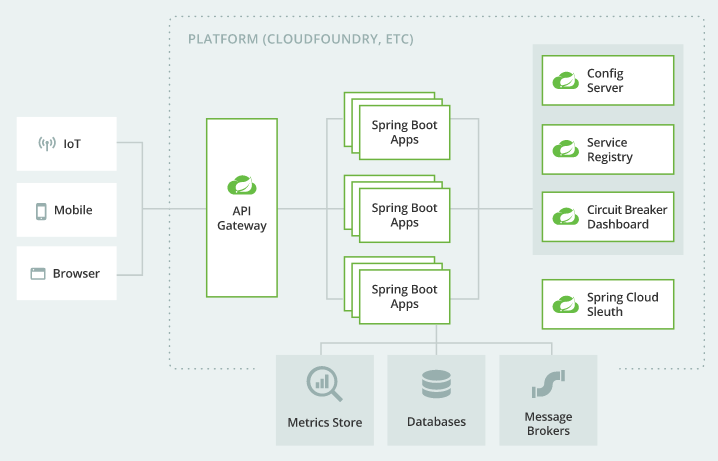 PLATFORM (CLOUDFOUNDRY, ETC)
IoT
Mobile
Browser
API
Gateway
Spring Boot
Apps
Spring Boot
Apps
Spring Boot
Apps
Config
Server
Service
Registry
Circuit Breaker
Dashboard
Spring Cloud
Sleuth
Metrics Store
Databases
Message
Brokers